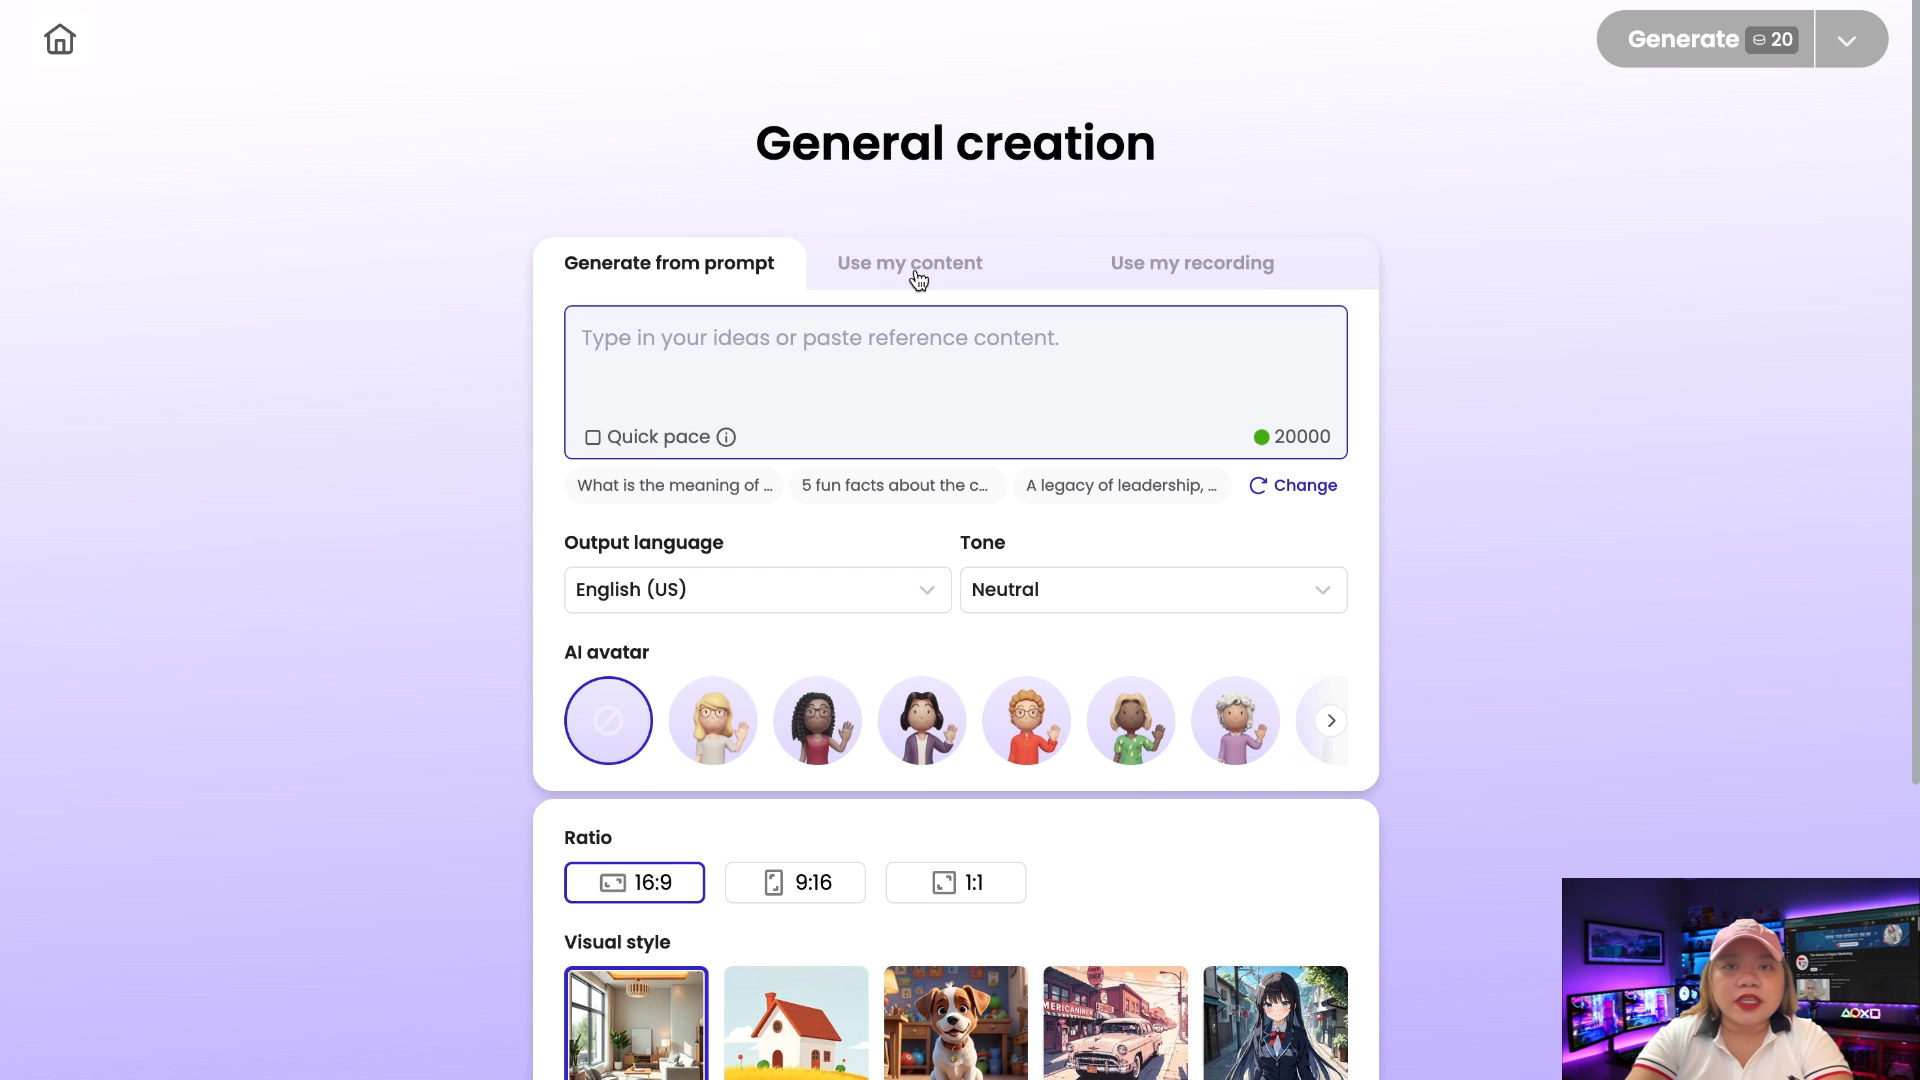 Generate 20
General creation
Generate from prompt
Use my content
Use my recording
Type in your ideas or paste reference content.
Quick pace
20000
What is the meaning of ...
5 fun facts about the c...
A legacy of leadership, ...
Change
Output language
Tone
English (US)
Neutral
AI avatar
Ratio
16:9
9:16
1:1
Visual style